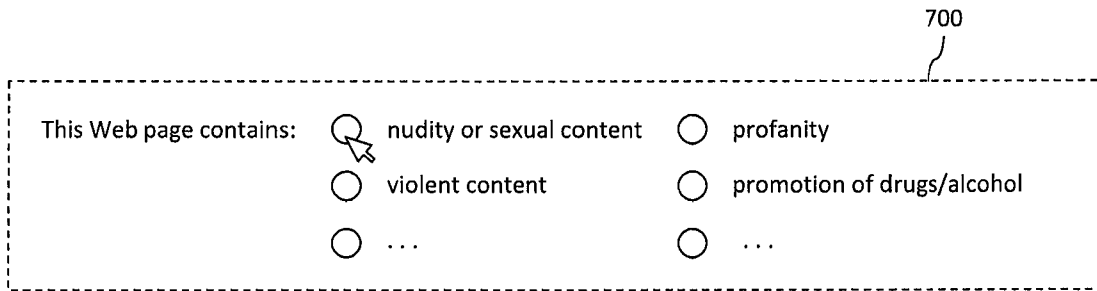 700
This Web page contains: nudity or sexual content profanity
violent content promotion of drugs/alcohol
... ...